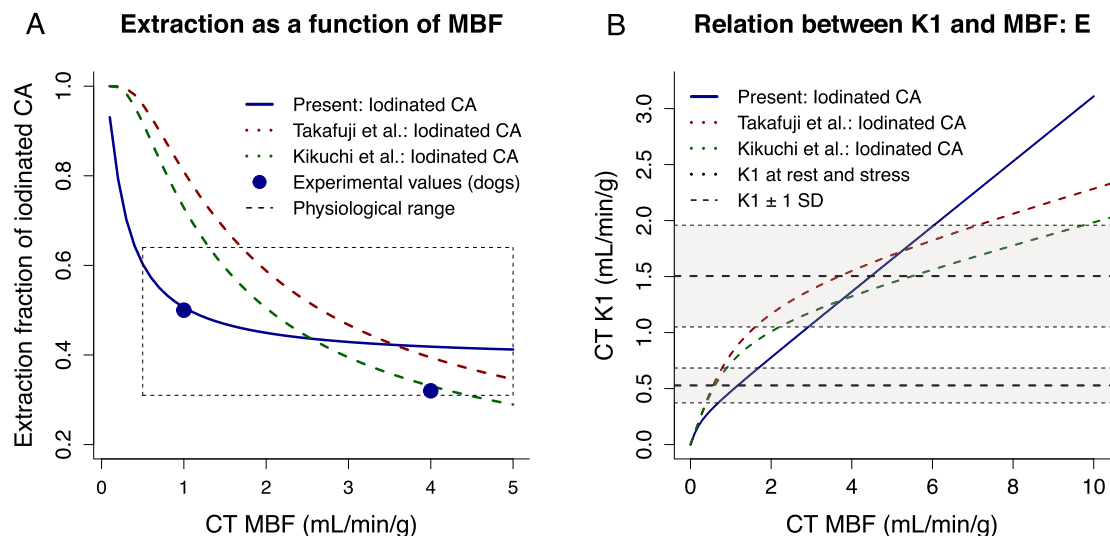 A
Extraction as a function of MBF
Extraction fraction of iodinated CA
1.0
0.8
0.6
0.4
0.2
Present: Iodinated CA
Takafuji et al.: Iodinated CA
Kikuchi et al.: Iodinated CA
Experimental values (dogs)
Physiological range
0
1
2
3
4
5
CT MBF (mL/min/g)
B
Relation between K1 and MBF: E
CT K1 (mL/min/g)
3.0
2.5
2.0
1.5
1.0
0.5
0.0
Present: Iodinated CA
Takafuji et al.: Iodinated CA
Kikuchi et al.: Iodinated CA
K1 at rest and stress
K1 ± 1 SD
0
2
4
6
8
10
CT MBF (mL/min/g)